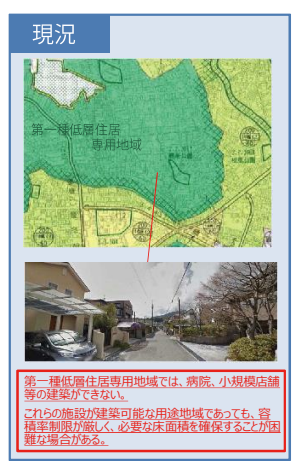 現況
第一種低層住居
専用地域
第一種低層住居専用地域では、病院、小規模店舗
等の建築ができない。
これらの施設が建築可能な用途地域であっても、容
積率制限が厳しく、必要な床面積を確保することが困
難な場合がある。